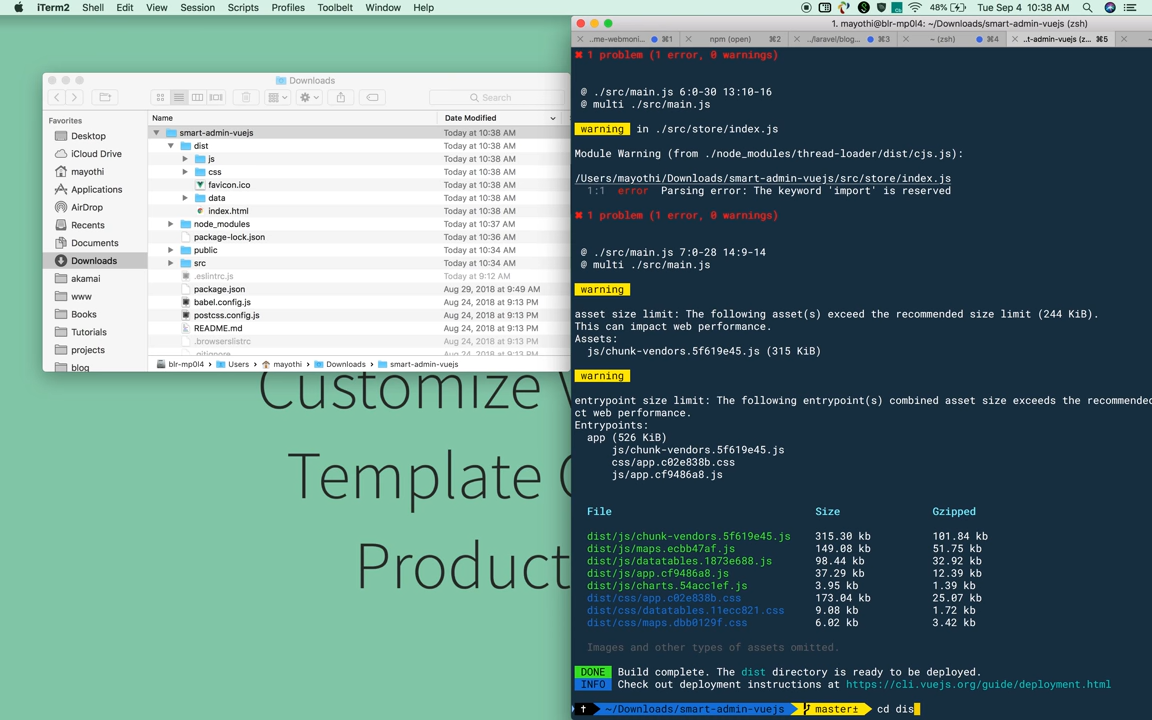 iTerm2 Shell Edit View Session Scripts Profiles Toolbelt Window Help
48% Tue Sep 4 10:38 AM
Downloads
Search
Favorites
Desktop
iCloud Drive
mayothi
Applications
AirDrop
Recents
Documents
Downloads
akamai
www
Books
Tutorials
projects
blog
Name Date Modified
smart-admin-vuejs Today at 10:38 AM
dist Today at 10:38 AM
js Today at 10:38 AM
css Today at 10:38 AM
favicon.ico Today at 10:38 AM
data Today at 10:38 AM
index.html Today at 10:38 AM
node_modules Today at 10:37 AM
package-lock.json Today at 10:36 AM
public Today at 10:34 AM
src Today at 10:34 AM
.eslintrc.js Today at 9:12 AM
package.json Aug 29, 2018 at 9:49 AM
babel.config.js Aug 24, 2018 at 9:13 PM
postcss.config.js Aug 24, 2018 at 9:13 PM
README.md Aug 24, 2018 at 9:13 PM
.browserslistrc Aug 24, 2018 at 9:13 PM
.gitignore Aug 24, 2018 at 9:13 PM
blr-mp0l4 › Users › mayothi › Downloads › smart-admin-vuejs
Customize
Template
Product
1. mayothi@blr-mp0l4: ~/Downloads/smart-admin-vuejs (zsh)
..me-webmoni... ⌘1 npm (open) ⌘2 ../laravel/blog... ⌘3 ~ (zsh) ⌘4 ..t-admin-vuejs (z... ⌘5
✖ 1 problem (1 error, 0 warnings)
@ ./src/main.js 6:0-30 13:10-16
@ multi ./src/main.js
warning in ./src/store/index.js
Module Warning (from ./node_modules/thread-loader/dist/cjs.js):
/Users/mayothi/Downloads/smart-admin-vuejs/src/store/index.js
1:1 error Parsing error: The keyword 'import' is reserved
✖ 1 problem (1 error, 0 warnings)
@ ./src/main.js 7:0-28 14:9-14
@ multi ./src/main.js
warning
asset size limit: The following asset(s) exceed the recommended size limit (244 KiB).
This can impact web performance.
Assets:
js/chunk-vendors.5f619e45.js (315 KiB)
warning
entrypoint size limit: The following entrypoint(s) combined asset size exceeds the recommended
ct web performance.
Entrypoints:
app (526 KiB)
js/chunk-vendors.5f619e45.js
css/app.c02e838b.css
js/app.cf9486a8.js
File Size Gzipped
dist/js/chunk-vendors.5f619e45.js 315.30 kb 101.84 kb
dist/js/maps.ecbb47af.js 149.08 kb 51.75 kb
dist/js/datatables.1873e688.js 98.44 kb 32.92 kb
dist/js/app.cf9486a8.js 37.29 kb 12.39 kb
dist/js/charts.54acc1ef.js 3.95 kb 1.39 kb
dist/css/app.c02e838b.css 173.04 kb 25.07 kb
dist/css/datatables.11ecc821.css 9.08 kb 1.72 kb
dist/css/maps.dbb0129f.css 6.02 kb 3.42 kb
Images and other types of assets omitted.
DONE Build complete. The dist directory is ready to be deployed.
INFO Check out deployment instructions at https://cli.vuejs.org/guide/deployment.html
~/Downloads/smart-admin-vuejs master± cd dis